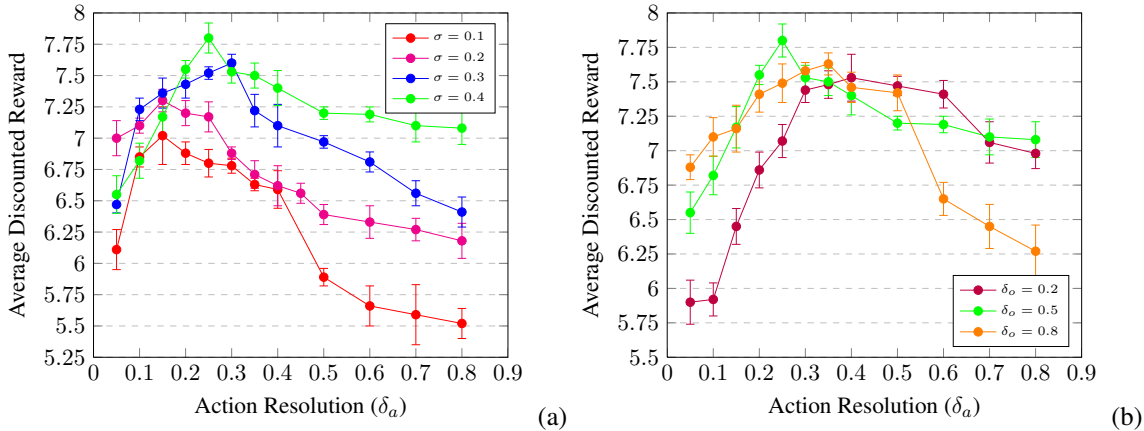 8
7.75
7.5
7.25
7
6.75
6.5
6.25
6
5.75
5.5
5.25
0 0.1 0.2 0.3 0.4 0.5 0.6 0.7 0.8 0.9
Average Discounted Reward
Action Resolution (δₐ)
σ = 0.1
σ = 0.2
σ = 0.3
σ = 0.4
(a)
8
7.75
7.5
7.25
7
6.75
6.5
6.25
6
5.75
5.5
0 0.1 0.2 0.3 0.4 0.5 0.6 0.7 0.8 0.9
Average Discounted Reward
Action Resolution (δₐ)
δₒ = 0.2
δₒ = 0.5
δₒ = 0.8
(b)